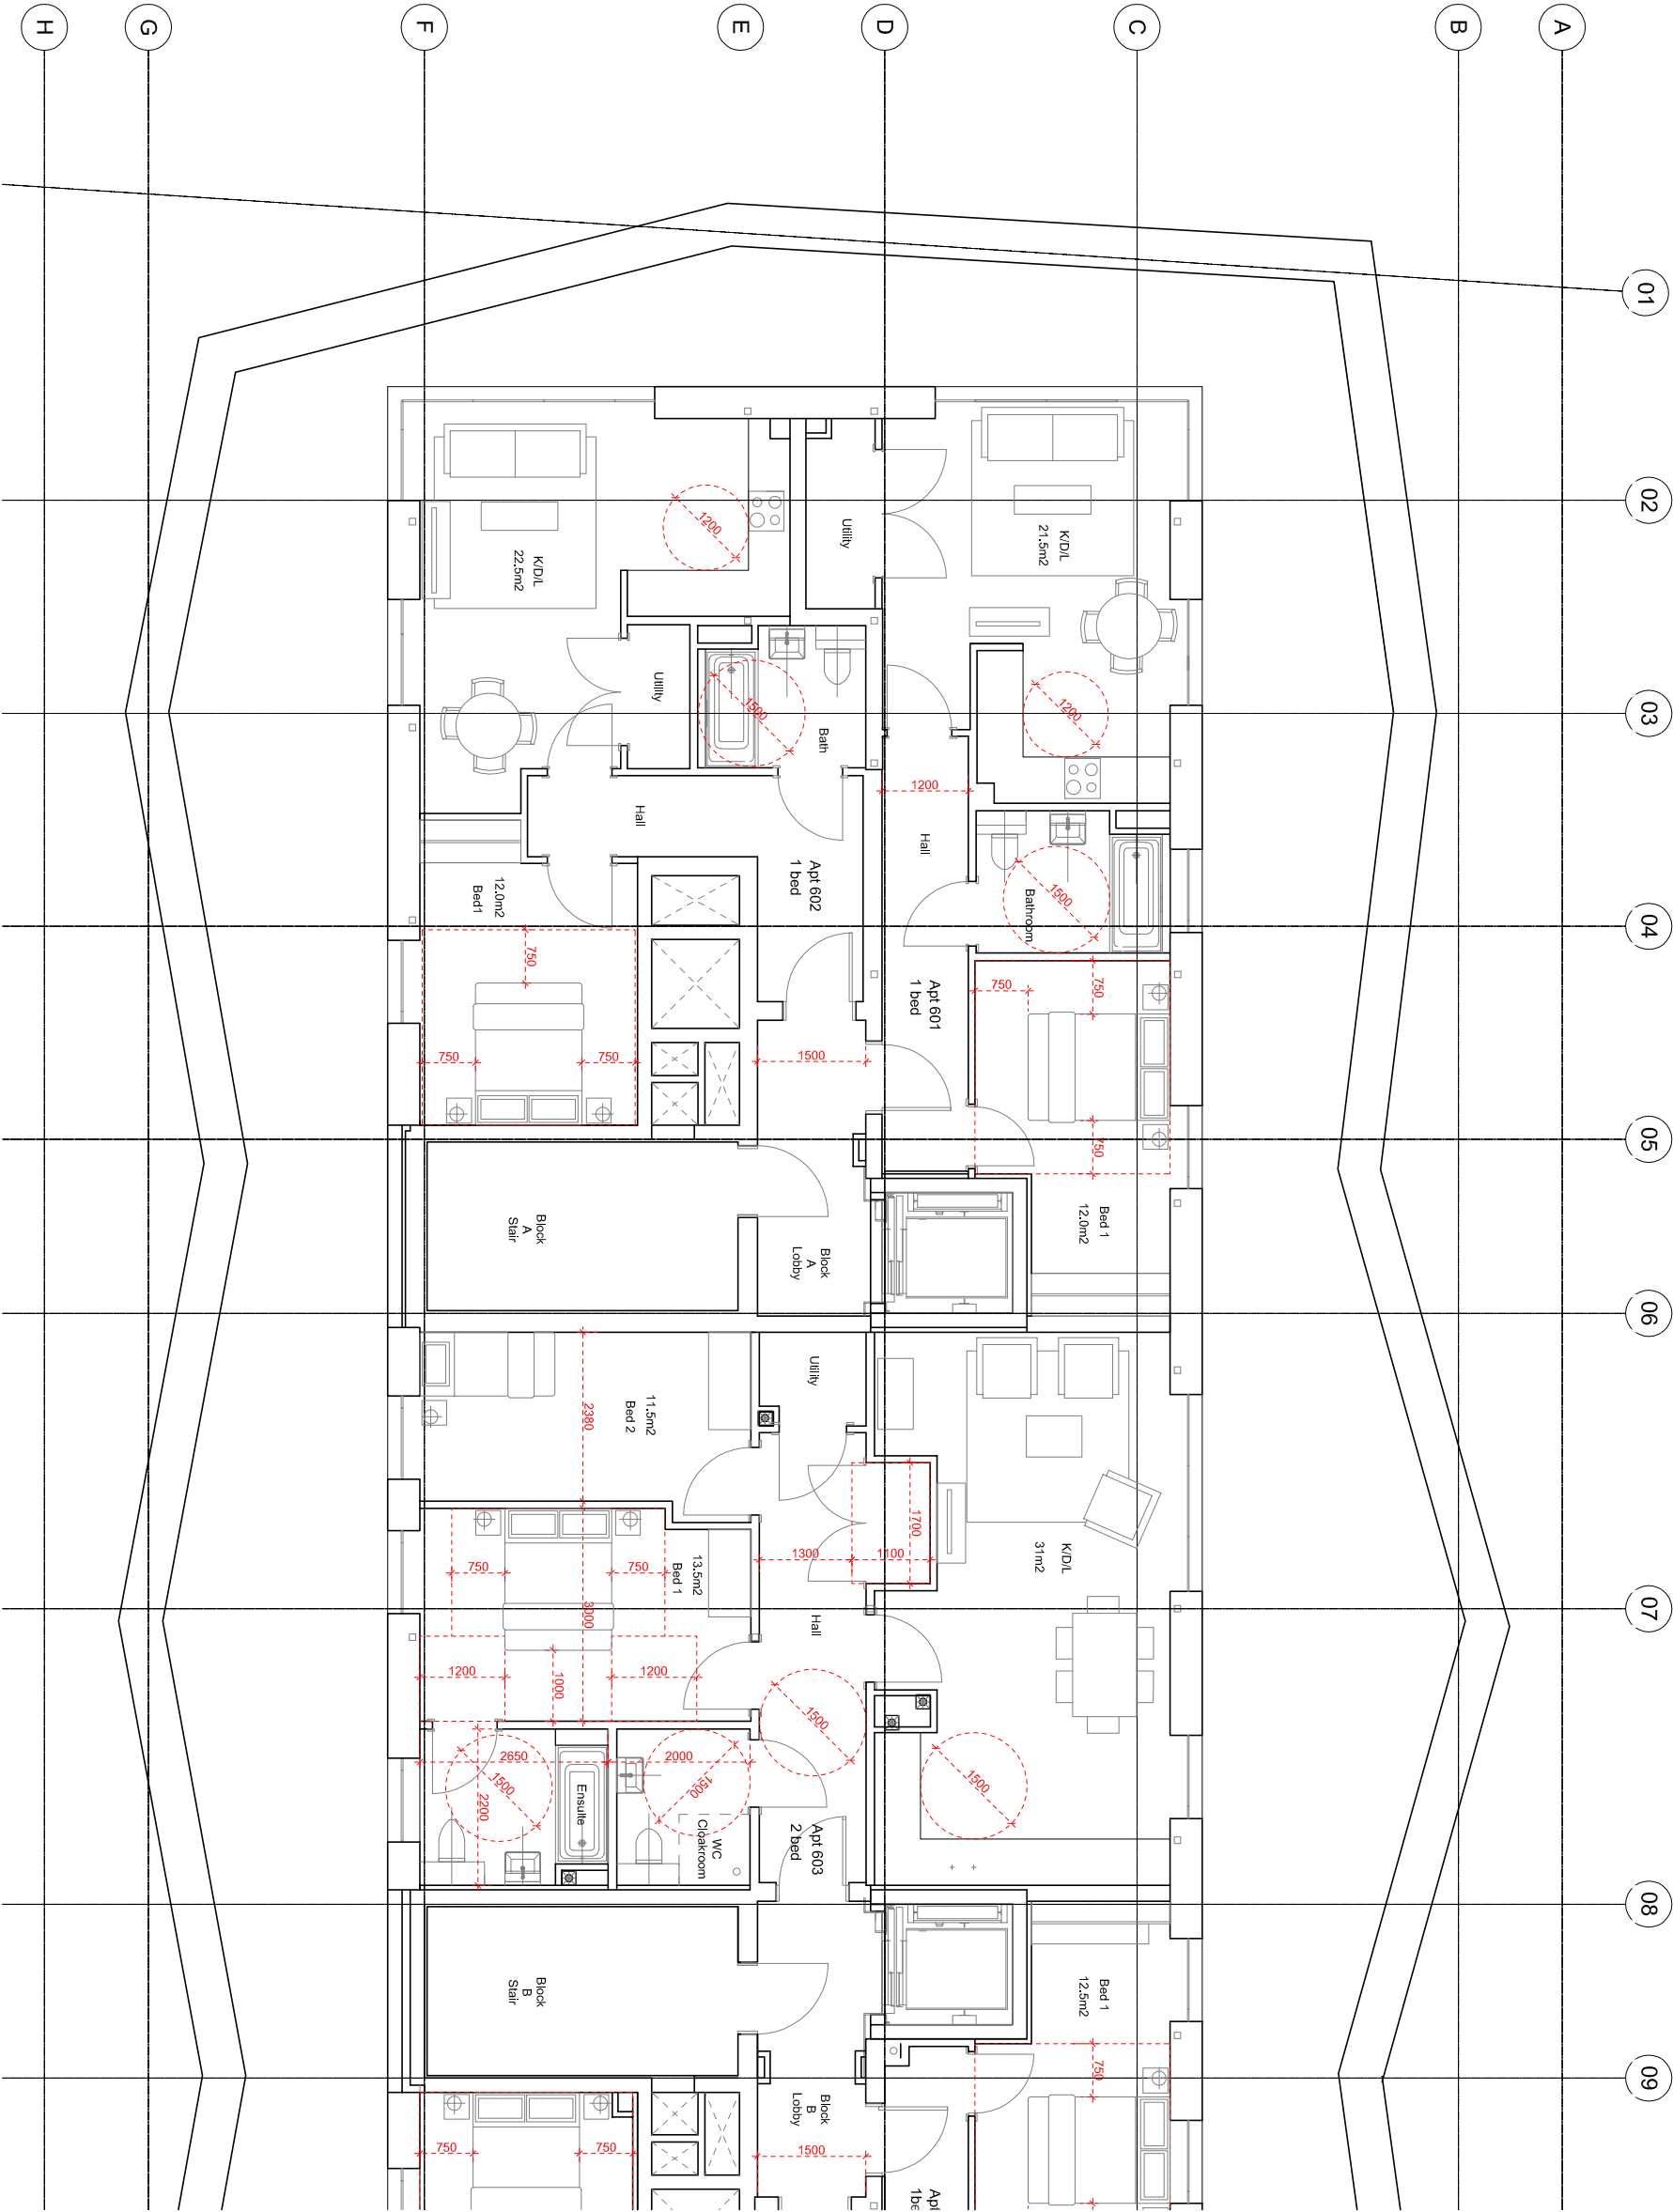 H
G
F
E
D
C
B
A
01
02
03
04
05
06
07
08
09
K/D/L
22.5m2
1200
Utility
K/D/L
21.5m2
Utility
1500
Bath
1200
1200
Hall
Hall
Apt 602
1 bed
12.0m2
Bed1
1500
Bathroom
750
750
750
1500
Apt 601
1 bed
750
750
750
Bed 1
12.0m2
Block
A
Stair
Block
A
Lobby
11.5m2
Bed 2
2380
Utility
1700
1300
1100
K/D/L
31m2
13.5m2
Bed 1
750
750
3000
1200
1000
1200
Hall
1500
1500
2650
1500
2200
Ensuite
2000
1500
WC
Cloakroom
Apt 603
2 bed
Block
B
Stair
Block
B
Lobby
Bed 1
12.5m2
750
750
750
1500
Apt
1be